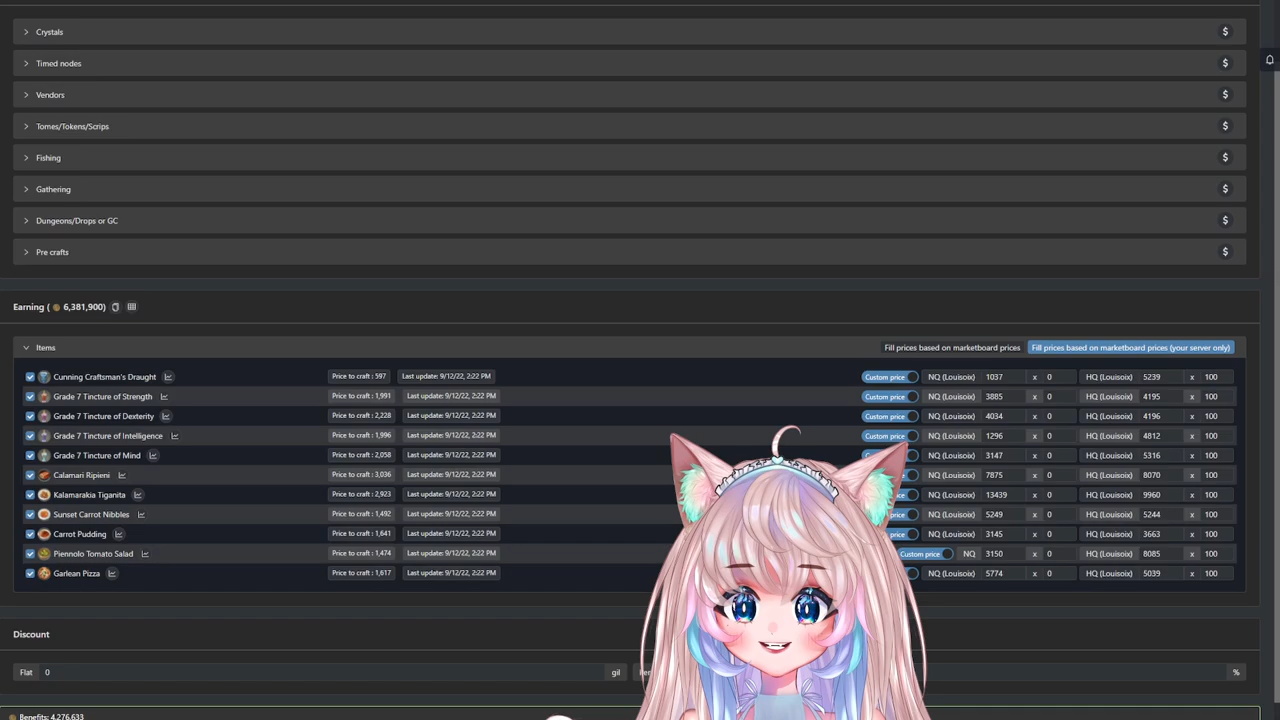 Crystals $
Timed nodes $
Vendors $
Tomes/Tokens/Scrips $
Fishing $
Gathering $
Dungeons/Drops or GC $
Pre crafts $
Earning ( 6,381,900)
Items Fill prices based on marketboard prices Fill prices based on marketboard prices (your server only)
Cunning Craftsman's Draught Price to craft : 597 Last update: 9/12/22, 2:22 PM Custom price NQ (Louisoix) 1037 x 0 HQ (Louisoix) 5239 x 100
Grade 7 Tincture of Strength Price to craft : 1,991 Last update: 9/12/22, 2:22 PM Custom price NQ (Louisoix) 3885 x 0 HQ (Louisoix) 4195 x 100
Grade 7 Tincture of Dexterity Price to craft : 2,228 Last update: 9/12/22, 2:22 PM Custom price NQ (Louisoix) 4034 x 0 HQ (Louisoix) 4196 x 100
Grade 7 Tincture of Intelligence Price to craft : 1,996 Last update: 9/12/22, 2:22 PM Custom price NQ (Louisoix) 1296 x 0 HQ (Louisoix) 4812 x 100
Grade 7 Tincture of Mind Price to craft : 2,058 Last update: 9/12/22, 2:22 PM NQ (Louisoix) 3147 x 0 HQ (Louisoix) 5316 x 100
Calamari Ripieni Price to craft : 3,036 Last update: 9/12/22, 2:22 PM price NQ (Louisoix) 7875 x 0 HQ (Louisoix) 8070 x 100
Kalamarakia Tiganita Price to craft : 2,923 Last update: 9/12/22, 2:22 PM price NQ (Louisoix) 13439 x 0 HQ (Louisoix) 9960 x 100
Sunset Carrot Nibbles Price to craft : 1,492 Last update: 9/12/22, 2:22 PM price NQ (Louisoix) 5249 x 0 HQ (Louisoix) 5244 x 100
Carrot Pudding Price to craft : 1,641 Last update: 9/12/22, 2:22 PM price NQ (Louisoix) 3145 x 0 HQ (Louisoix) 3663 x 100
Piennolo Tomato Salad Price to craft : 1,474 Last update: 9/12/22, 2:22 PM Custom price NQ 3150 x 0 HQ (Louisoix) 8085 x 100
Garlean Pizza Price to craft : 1,617 Last update: 9/12/22, 2:22 PM NQ (Louisoix) 5774 x 0 HQ (Louisoix) 5039 x 100
Discount
Flat 0 gil %
Benefits: 4,276,633